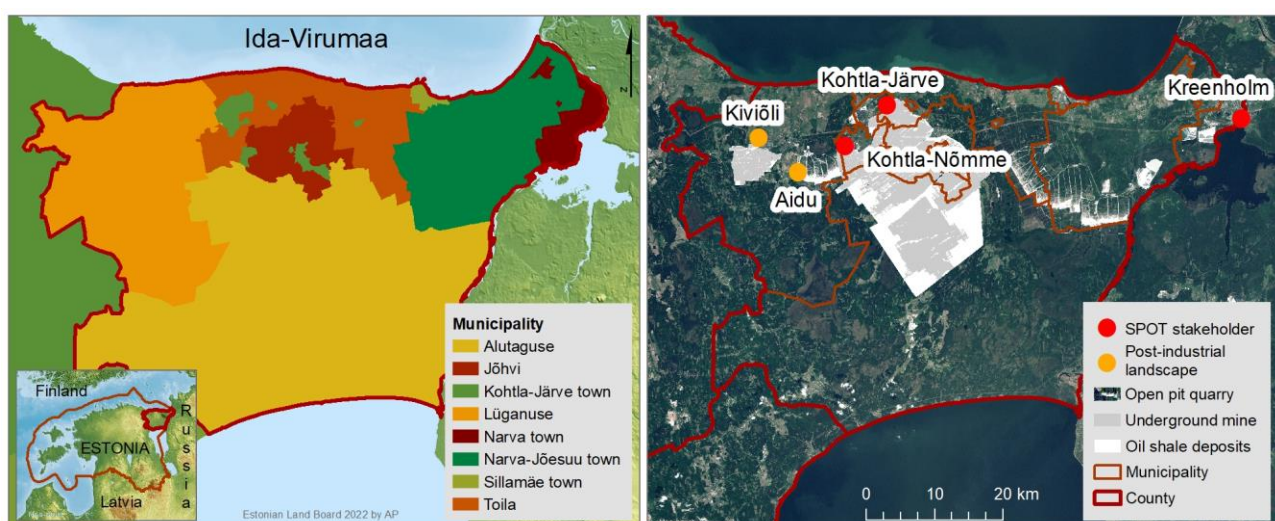 Ida-Virumaa
z
Municipality
Alutaguse
Jõhvi
Kohtla-Järve town
Lüganuse
Narva town
Narva-Jõesuu town
Sillamäe town
Toila
Finland
Russia
ESTONIA
Latvia
Estonian Land Board 2022 by AP
Kohtla-Järve
Kreenholm
Kiviõli
Kohtla-Nõmme
Aidu
SPOT stakeholder
Post-industrial
landscape
Open pit quarry
Underground mine
Oil shale deposits
Municipality
County
0 10 20 km